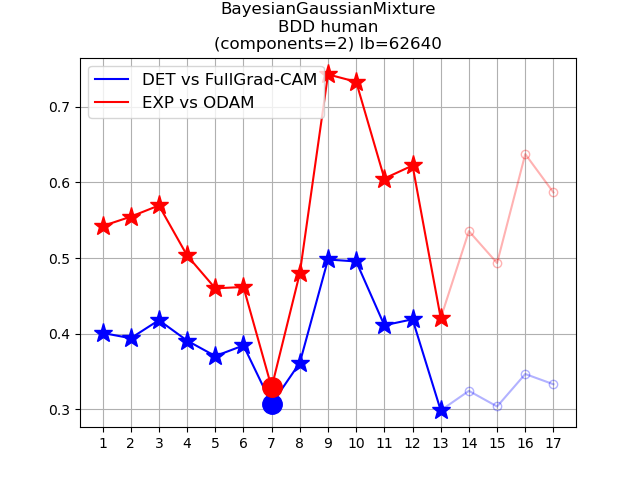 BayesianGaussianMixture
BDD human
(components=2) lb=62640
DET vs FullGrad-CAM
EXP vs ODAM
0.7
0.6
0.5
0.4
0.3
1 2 3 4 5 6 7 8 9 10 11 12 13 14 15 16 17